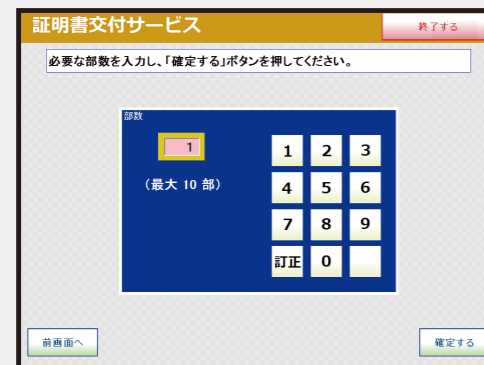 証明書交付サービス
終了する
必要な部数を入力し、「確定する」ボタンを押してください。
部数
1
（最大 10 部）
1 2 3
4 5 6
7 8 9
訂正 0
前画面へ
確定する